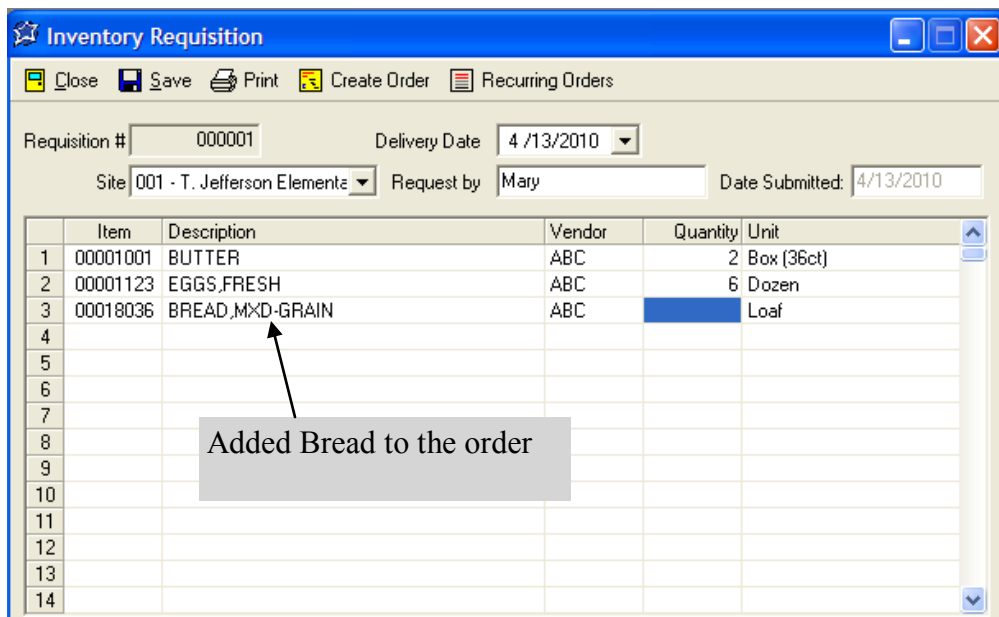 Inventory Requisition
Close Save Print Create Order Recurring Orders
Requisition # 000001 Delivery Date 4 /13/2010
Site 001 - T. Jefferson Elementa Request by Mary Date Submitted: 4/13/2010
Item Description Vendor Quantity Unit
1 00001001 BUTTER ABC 2 Box (36ct)
2 00001123 EGGS,FRESH ABC 6 Dozen
3 00018036 BREAD,MXD-GRAIN ABC Loaf
4
5
6
7
8 Added Bread to the order
9
10
11
12
13
14